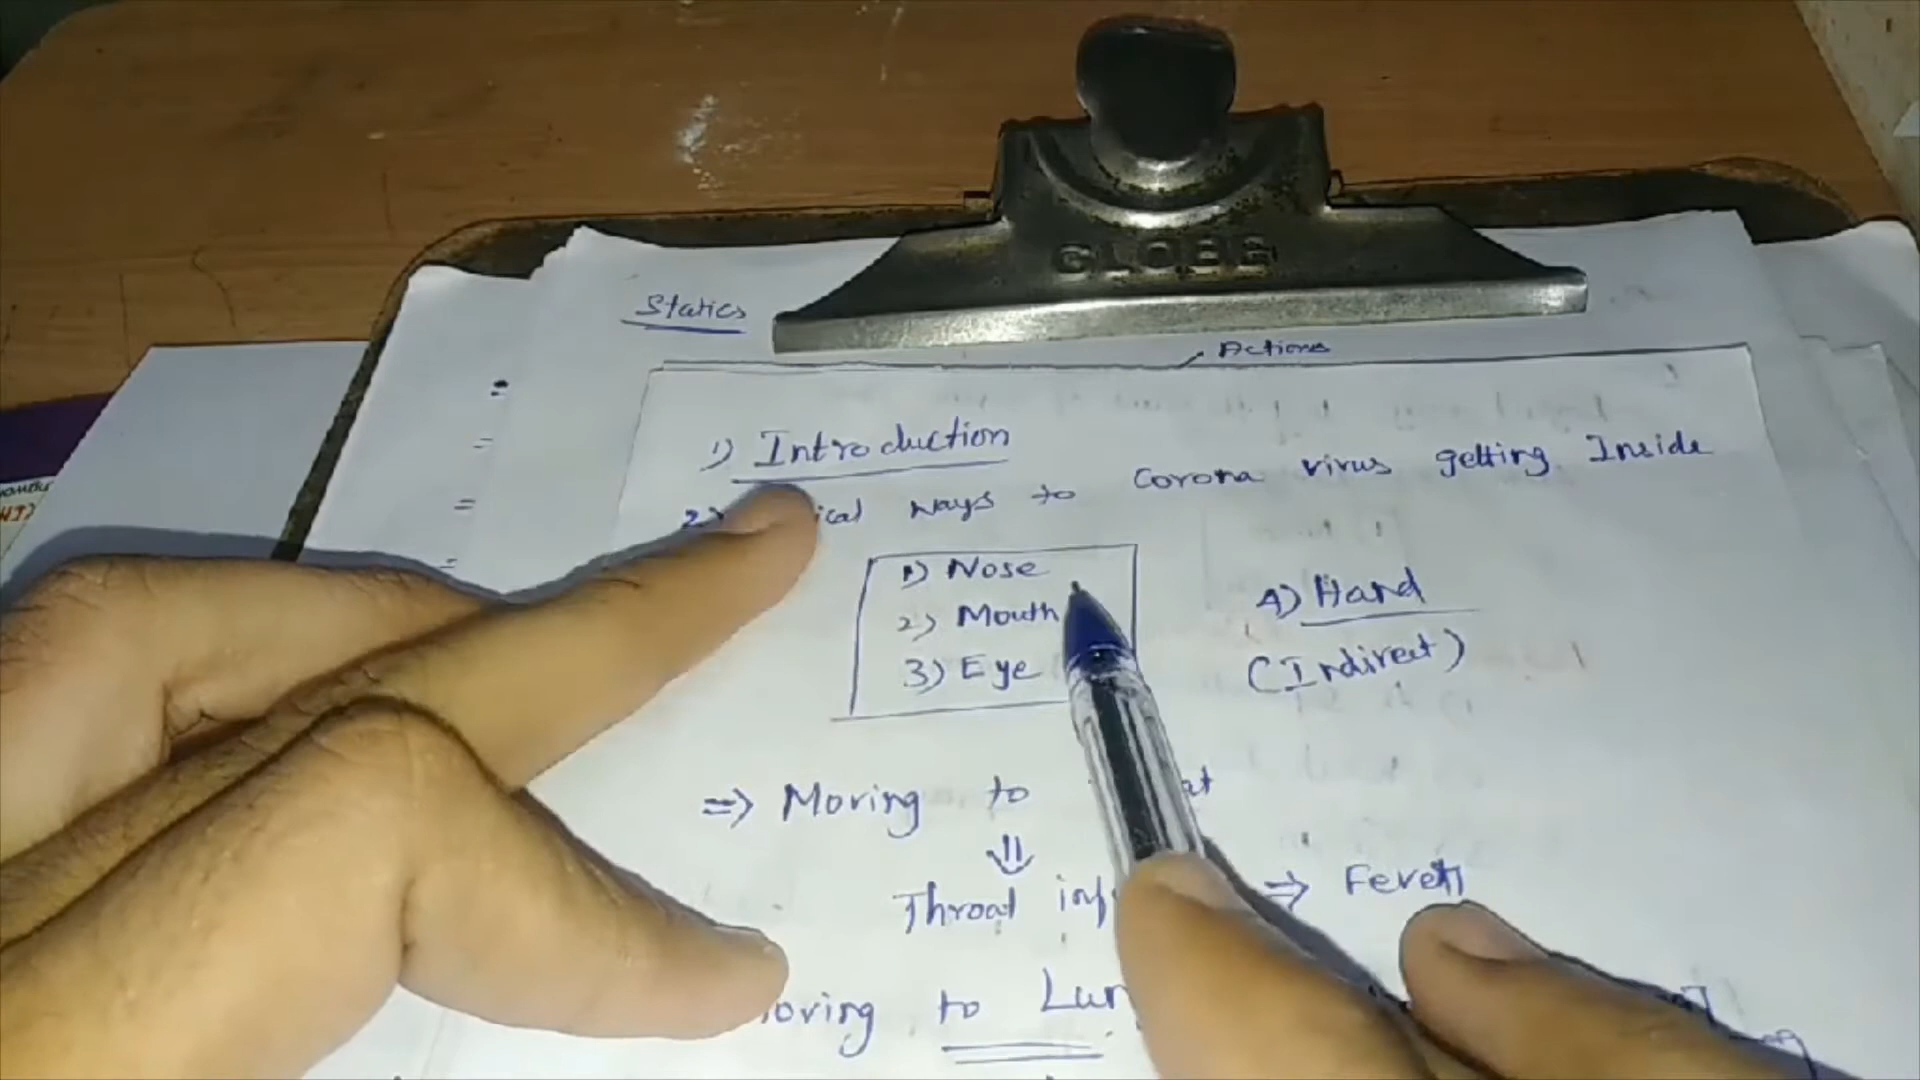 GLOBE
Statics
Actions
1) Introduction
2) ways to Corona virus getting Inside
1) Nose
2) Mouth
3) Eye
4) Hand
(Indirect)
⇒ Moving to
⇓
Throat ⇒ Fever
to